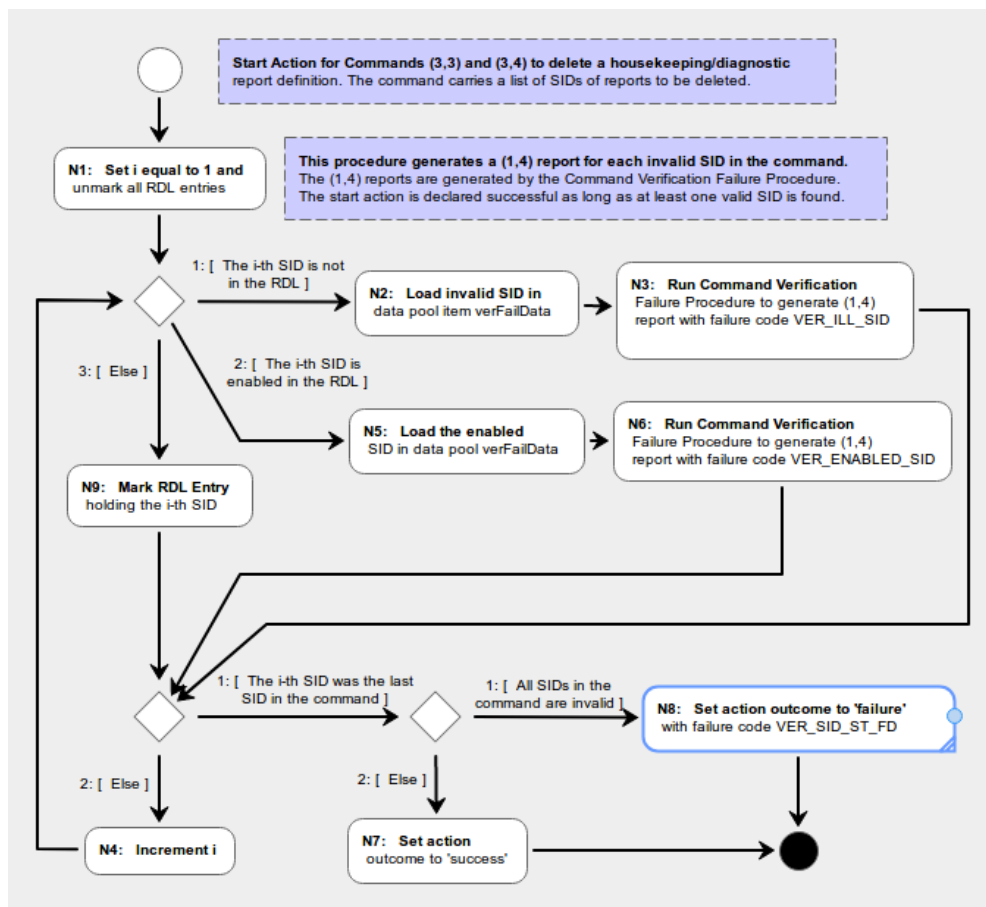 Start Action for Commands (3,3) and (3,4) to delete a housekeeping/diagnostic
report definition. The command carries a list of SIDs of reports to be deleted.
N1: Set i equal to 1 and
unmark all RDL entries
This procedure generates a (1,4) report for each invalid SID in the command.
The (1,4) reports are generated by the Command Verification Failure Procedure.
The start action is declared successful as long as at least one valid SID is found.
1: [ The i-th SID is not
in the RDL ]
N2: Load invalid SID in
data pool item verFailData
N3: Run Command Verification
Failure Procedure to generate (1,4)
report with failure code VER_ILL_SID
3: [ Else ]
2: [ The i-th SID is
enabled in the RDL ]
N5: Load the enabled
SID in data pool verFailData
N6: Run Command Verification
Failure Procedure to generate (1,4)
report with failure code VER_ENABLED_SID
N9: Mark RDL Entry
holding the i-th SID
1: [ The i-th SID was the last
SID in the command ]
1: [ All SIDs in the
command are invalid ]
N8: Set action outcome to 'failure'
with failure code VER_SID_ST_FD
2: [ Else ]
2: [ Else ]
N4: Increment i
N7: Set action
outcome to 'success'